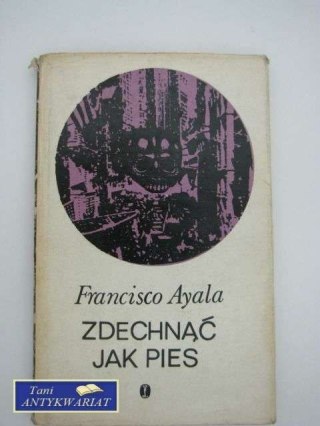 Francisco Ayala
ZDECHNĄĆ
JAK PIES
Tani
ANTYKWARIAT